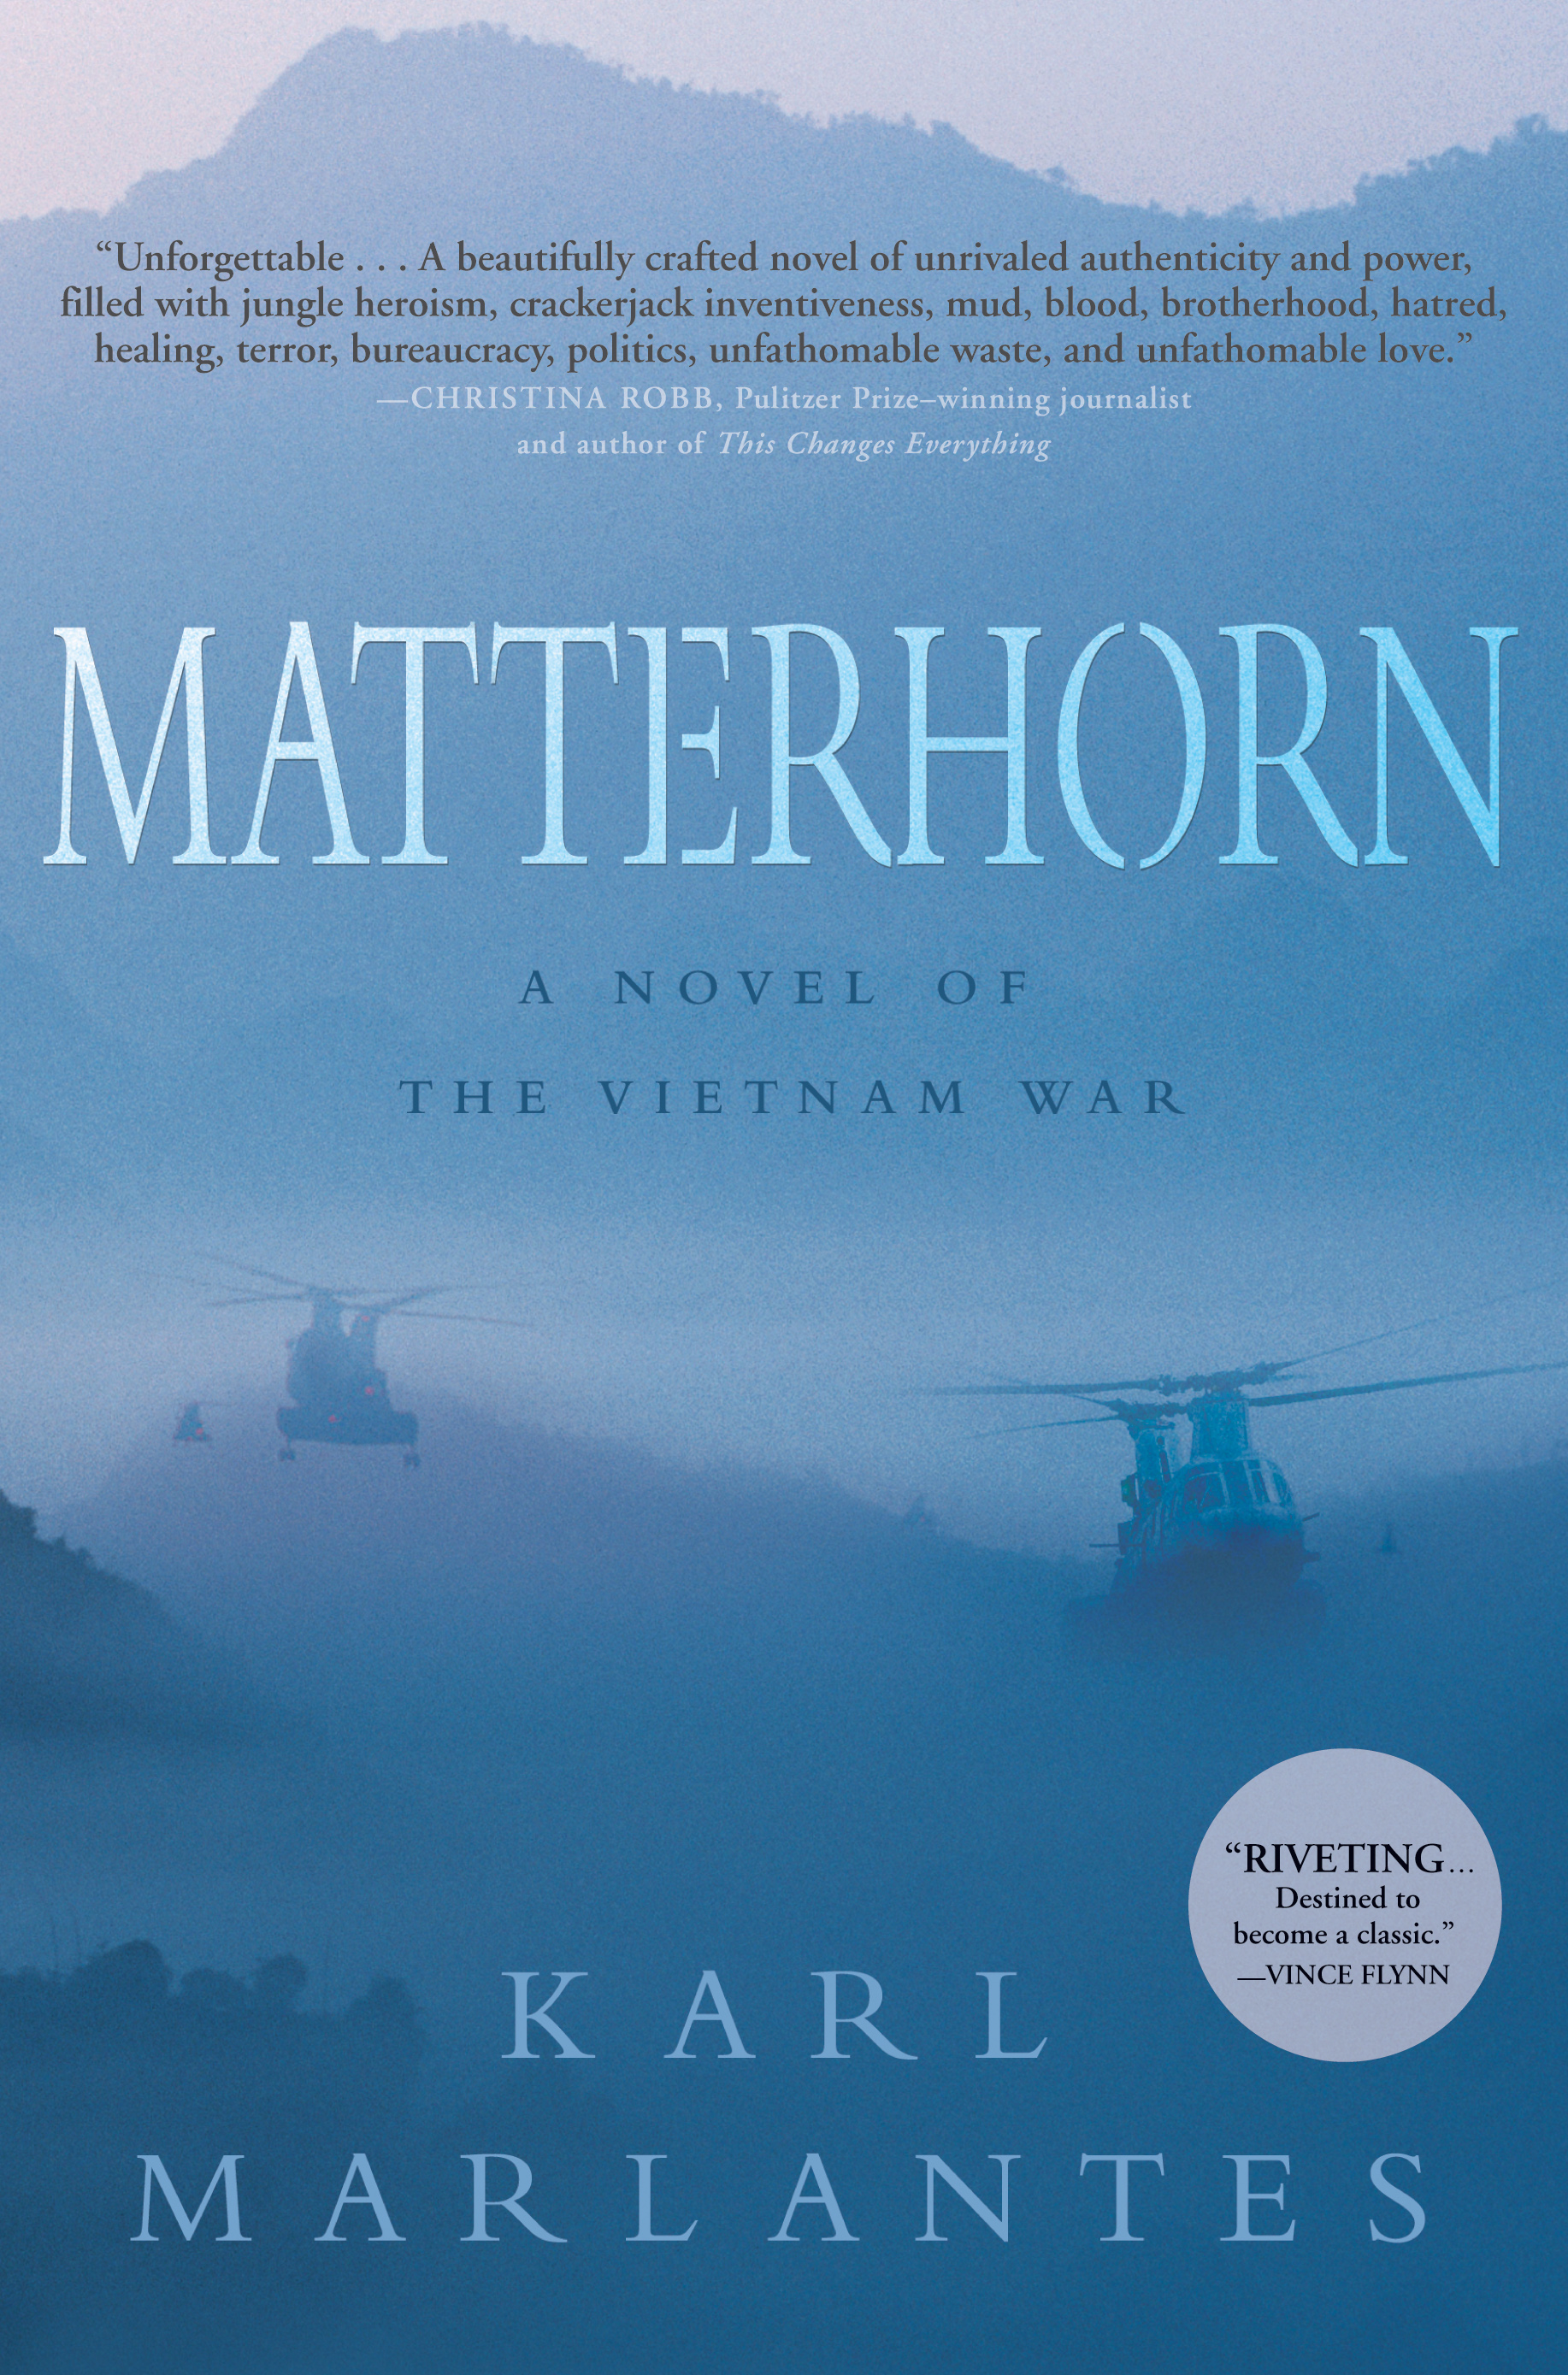 “Unforgettable . . . A beautifully crafted novel of unrivaled authenticity and power,
filled with jungle heroism, crackerjack inventiveness, mud, blood, brotherhood, hatred,
healing, terror, bureaucracy, politics, unfathomable waste, and unfathomable love.”
—CHRISTINA ROBB, Pulitzer Prize–winning journalist
and author of This Changes Everything
MATTERHORN
A NOVEL OF
THE VIETNAM WAR
“RIVETING...
Destined to
become a classic.”
—VINCE FLYNN
KARL
MARLANTES